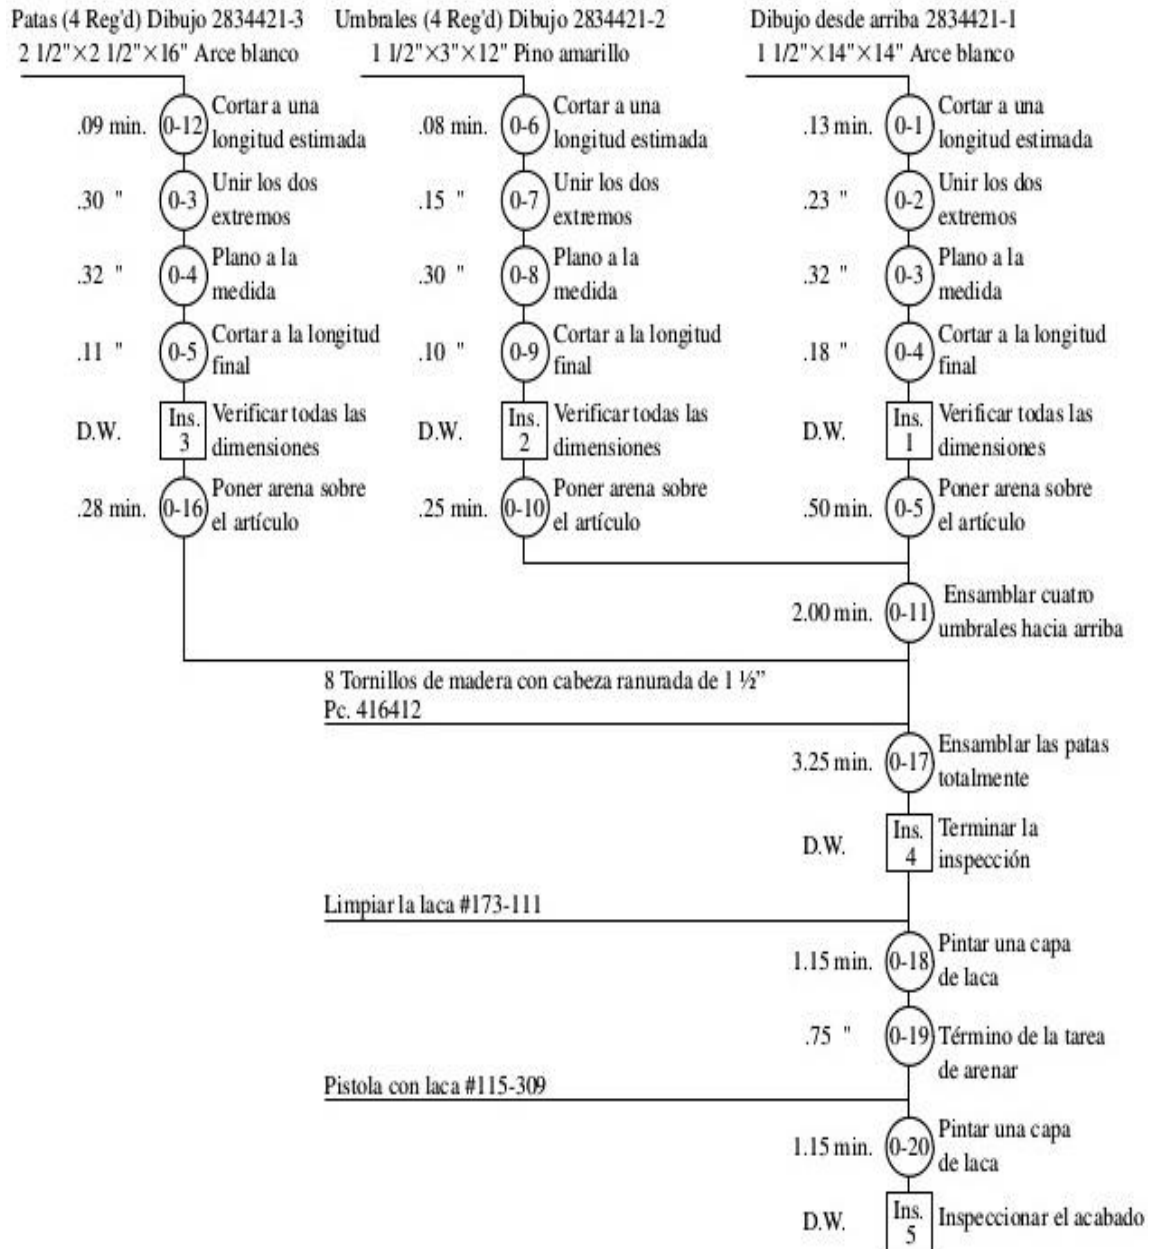 Patas (4 Reg'd) Dibujo 2834421-3
2 1/2"×2 1/2"×16" Arce blanco
Umbrales (4 Reg'd) Dibujo 2834421-2
1 1/2"×3"×12" Pino amarillo
Dibujo desde arriba 2834421-1
1 1/2"×14"×14" Arce blanco
.09 min.
0-12
Cortar a una
longitud estimada
.30 "
0-3
Unir los dos
extremos
.32 "
0-4
Plano a la
medida
.11 "
0-5
Cortar a la longitud
final
D.W.
Ins.
3
Verificar todas las
dimensiones
.28 min.
0-16
Poner arena sobre
el artículo
.08 min.
0-6
Cortar a una
longitud estimada
.15 "
0-7
Unir los dos
extremos
.30 "
0-8
Plano a la
medida
.10 "
0-9
Cortar a la longitud
final
D.W.
Ins.
2
Verificar todas las
dimensiones
.25 min.
0-10
Poner arena sobre
el artículo
.13 min.
0-1
Cortar a una
longitud estimada
.23 "
0-2
Unir los dos
extremos
.32 "
0-3
Plano a la
medida
.18 "
0-4
Cortar a la longitud
final
D.W.
Ins.
1
Verificar todas las
dimensiones
.50 min.
0-5
Poner arena sobre
el artículo
2.00 min.
0-11
Ensamblar cuatro
umbrales hacia arriba
8 Tornillos de madera con cabeza ranurada de 1 ½”
Pc. 416412
3.25 min.
0-17
Ensamblar las patas
totalmente
D.W.
Ins.
4
Terminar la
inspección
Limpiar la laca #173-111
1.15 min.
0-18
Pintar una capa
de laca
.75 "
0-19
Término de la tarea
de arenar
Pistola con laca #115-309
1.15 min.
0-20
Pintar una capa
de laca
D.W.
Ins.
5
Inspeccionar el acabado